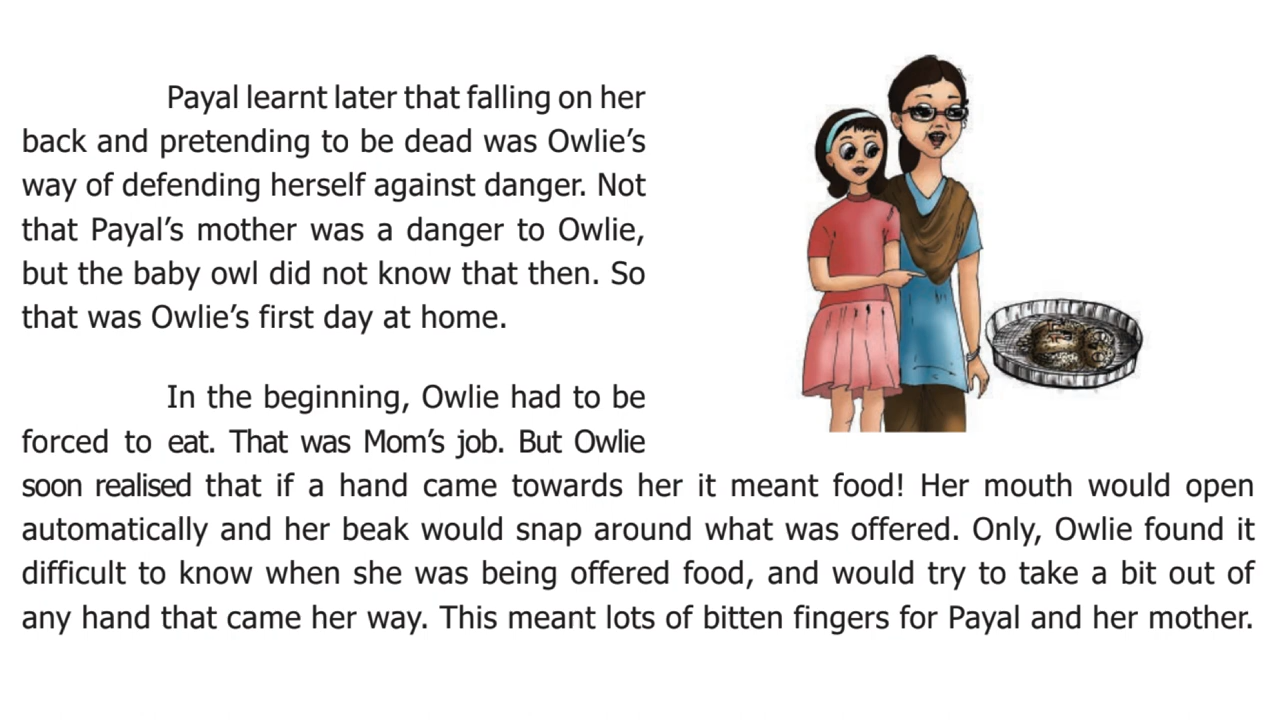 Payal learnt later that falling on her
back and pretending to be dead was Owlie’s
way of defending herself against danger. Not
that Payal’s mother was a danger to Owlie,
but the baby owl did not know that then. So
that was Owlie’s first day at home.
In the beginning, Owlie had to be
forced to eat. That was Mom’s job. But Owlie
soon realised that if a hand came towards her it meant food! Her mouth would open
automatically and her beak would snap around what was offered. Only, Owlie found it
difficult to know when she was being offered food, and would try to take a bit out of
any hand that came her way. This meant lots of bitten fingers for Payal and her mother.